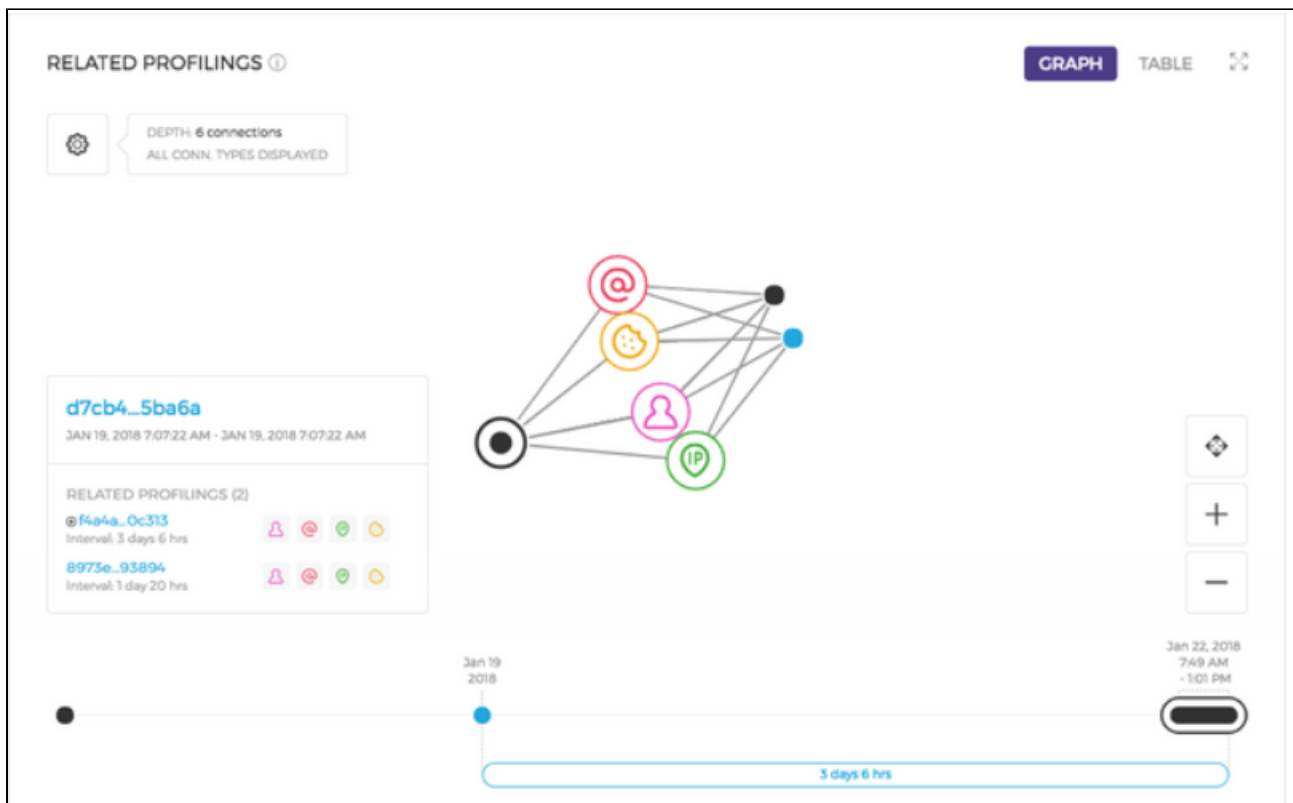 RELATED PROFILINGS
GRAPH
TABLE
DEPTH: 6 connections
ALL CONN. TYPES DISPLAYED
@
IP
d7cb4...5ba6a
JAN 19, 2018 7:07:22 AM - JAN 19, 2018 7:07:22 AM
RELATED PROFILINGS (2)
f4a4a...0c313
Interval: 3 days 6 hrs
8973e...93894
Interval: 1 day 20 hrs
Jan 19
2018
Jan 22, 2018
7:49 AM
- 1:01 PM
3 days 6 hrs